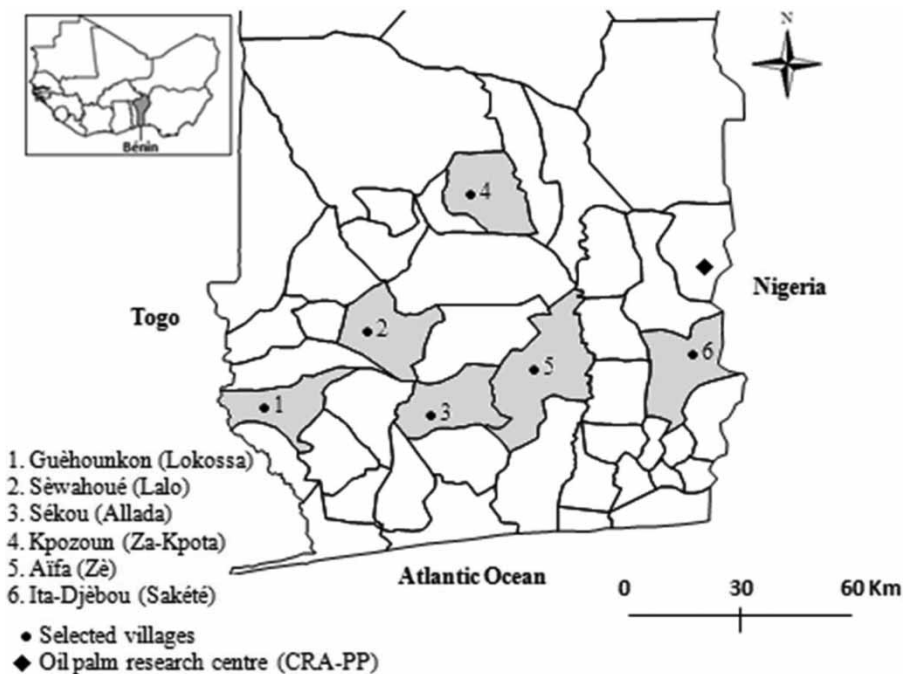 N
Bénin
4
Nigeria
Togo
2
6
5
1
3
1. Guèhounkon (Lokossa)
2. Sèwahoué (Lalo)
3. Sékou (Allada)
4. Kpozoun (Za-Kpota)
5. Aïfa (Zè)
6. Ita-Djèbou (Sakété)
Atlantic Ocean
0 30 60 Km
Selected villages
Oil palm research centre (CRA-PP)